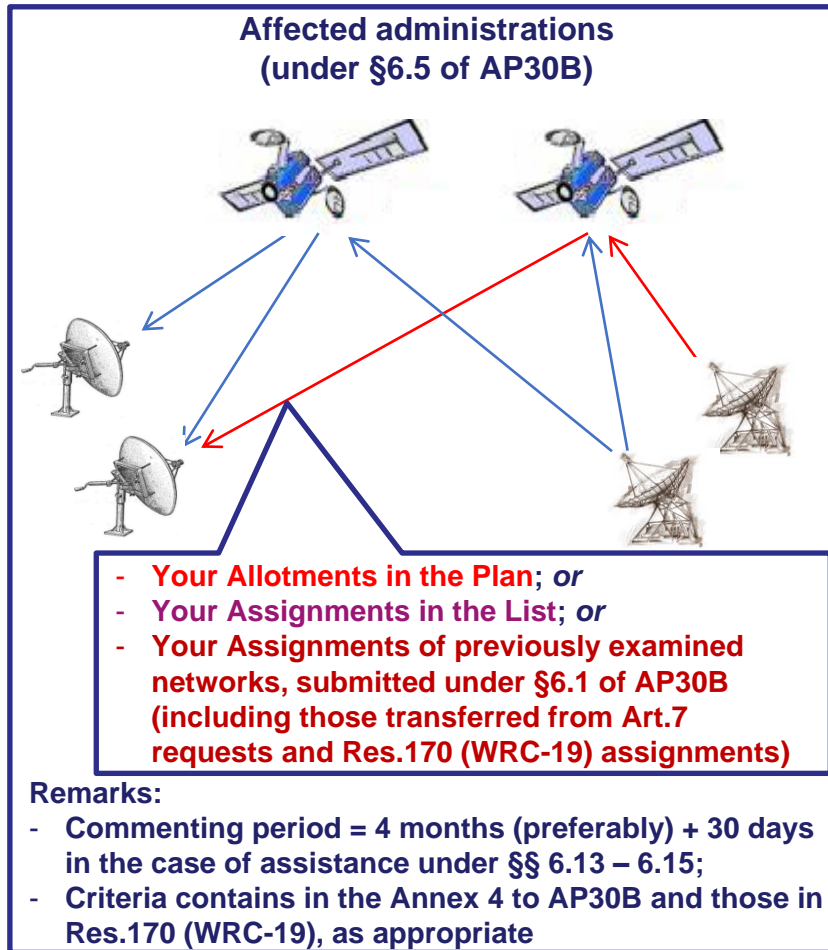 Affected administrations
(under §6.5 of AP30B)
- Your Allotments in the Plan; or
- Your Assignments in the List; or
- Your Assignments of previously examined
networks, submitted under §6.1 of AP30B
(including those transferred from Art.7
requests and Res.170 (WRC-19) assignments)
Remarks:
- Commenting period = 4 months (preferably) + 30 days
in the case of assistance under §§ 6.13 – 6.15;
- Criteria contains in the Annex 4 to AP30B and those in
Res.170 (WRC-19), as appropriate